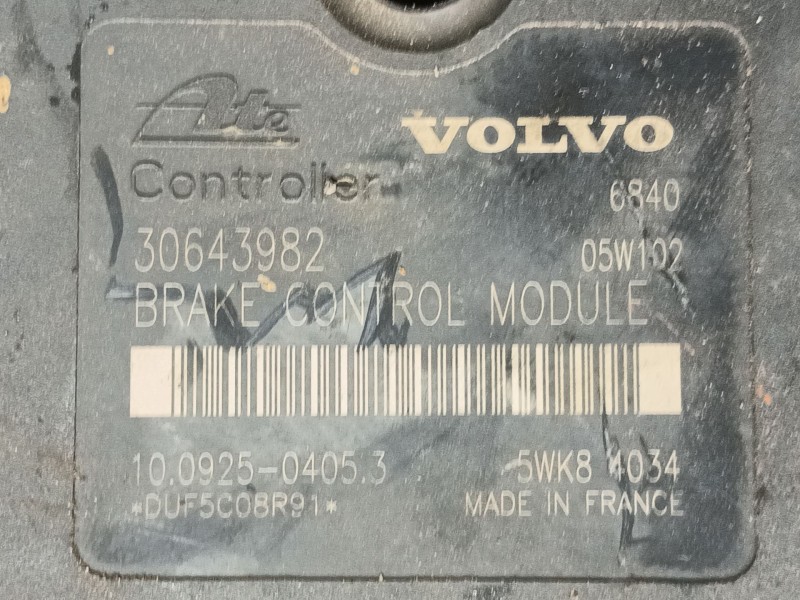 Ate VOLVO
Controller 6840
30643982 05W102
BRAKE CONTROL MODULE
10.0925-0405.3 5WK8 4034
*DUF5C08R91* MADE IN FRANCE